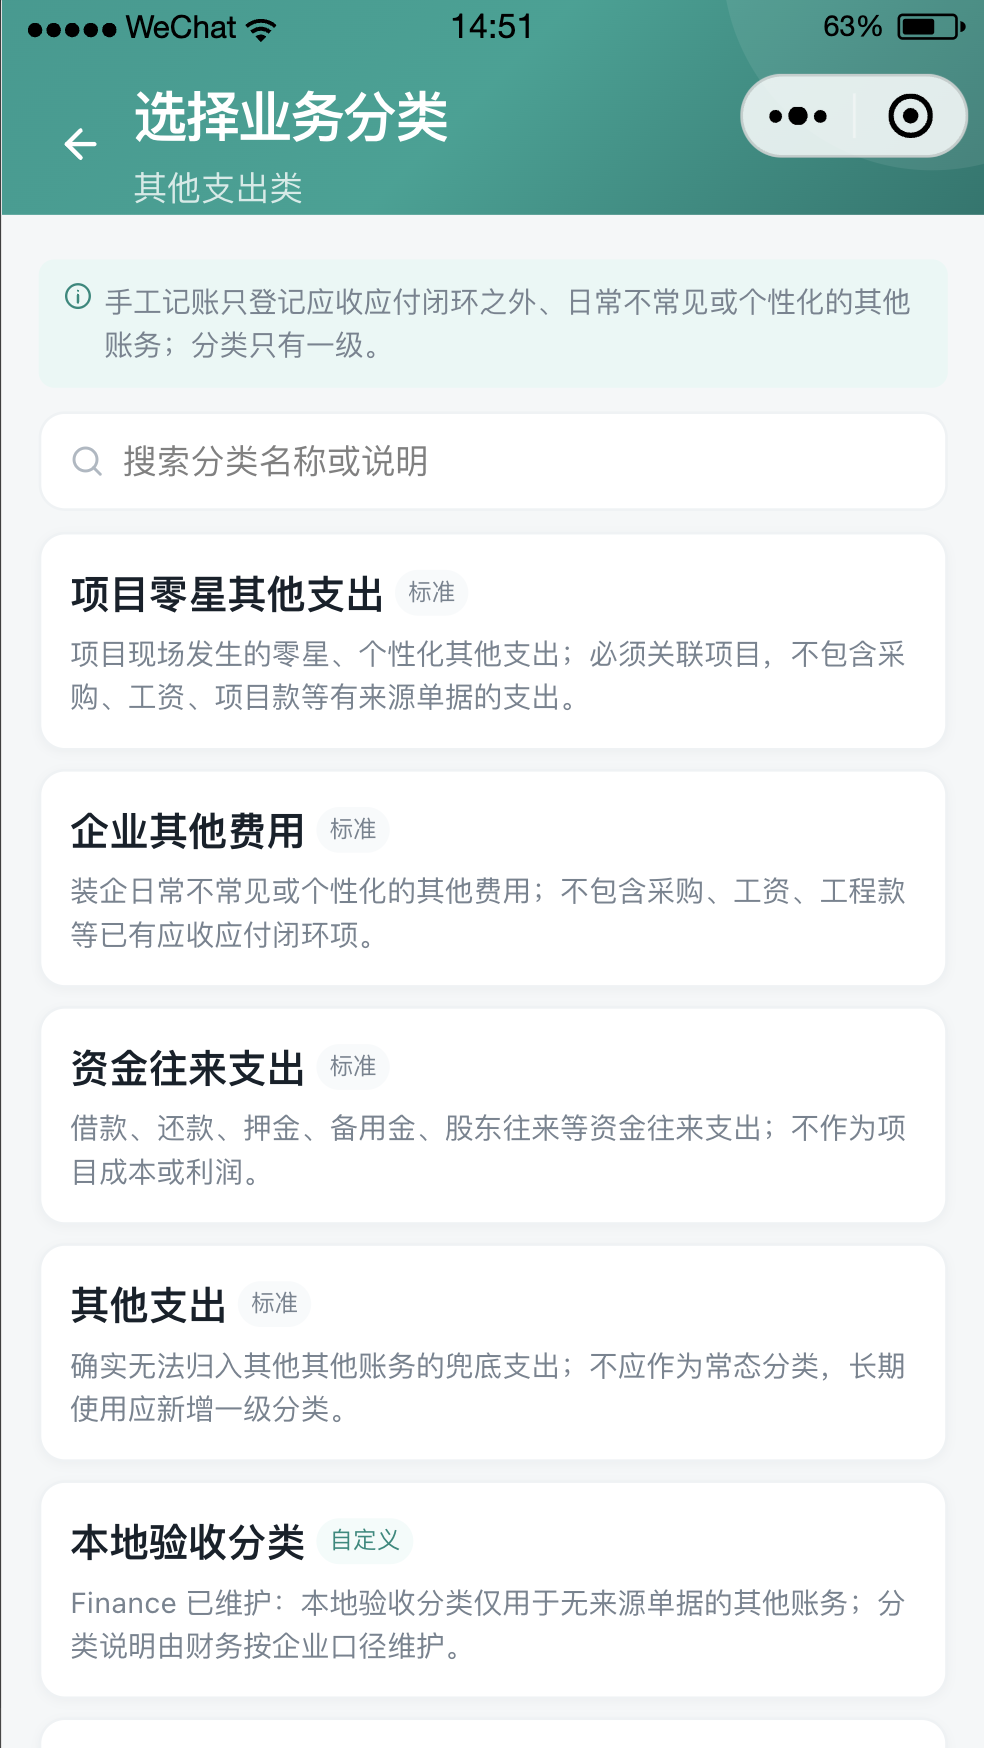 WeChat 14:51 63%
选择业务分类
其他支出类
手工记账只登记应收应付闭环之外、日常不常见或个性化的其他
账务；分类只有一级。
搜索分类名称或说明
项目零星其他支出 标准
项目现场发生的零星、个性化其他支出；必须关联项目，不包含采
购、工资、项目款等有来源单据的支出。
企业其他费用 标准
装企日常不常见或个性化的其他费用；不包含采购、工资、工程款
等已有应收应付闭环项。
资金往来支出 标准
借款、还款、押金、备用金、股东往来等资金往来支出；不作为项
目成本或利润。
其他支出 标准
确实无法归入其他其他账务的兜底支出；不应作为常态分类，长期
使用应新增一级分类。
本地验收分类 自定义
Finance 已维护：本地验收分类仅用于无来源单据的其他账务；分
类说明由财务按企业口径维护。